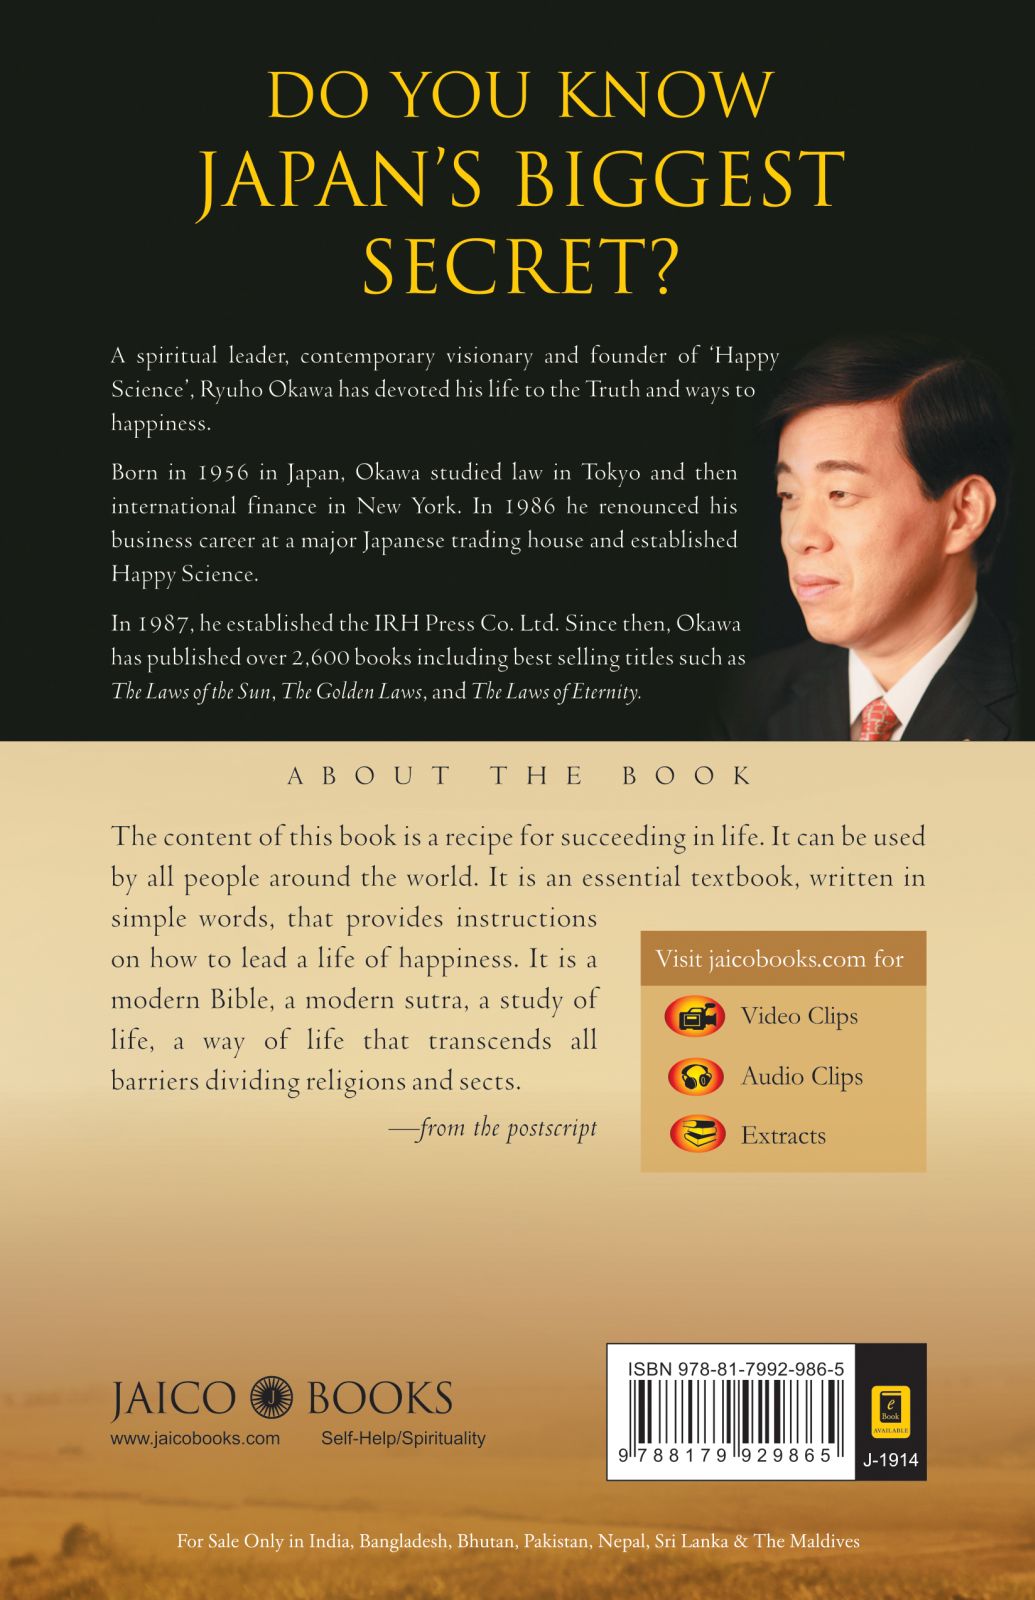 DO YOU KNOW
JAPAN'S BIGGEST
SECRET?
A spiritual leader, contemporary visionary and founder of ‘Happy
Science’, Ryuho Okawa has devoted his life to the Truth and ways to
happiness.
Born in 1956 in Japan, Okawa studied law in Tokyo and then
international finance in New York. In 1986 he renounced his
business career at a major Japanese trading house and established
Happy Science.
In 1987, he established the IRH Press Co. Ltd. Since then, Okawa
has published over 2,600 books including best selling titles such as
The Laws of the Sun, The Golden Laws, and The Laws of Eternity.
ABOUT THE BOOK
The content of this book is a recipe for succeeding in life. It can be used
by all people around the world. It is an essential textbook, written in
simple words, that provides instructions
on how to lead a life of happiness. It is a
modern Bible, a modern sutra, a study of
life, a way of life that transcends all
barriers dividing religions and sects.
—from the postscript
Visit jaicobooks.com for
Video Clips
Audio Clips
Extracts
JAICO J BOOKS
www.jaicobooks.com Self-Help/Spirituality
ISBN 978-81-7992-986-5
9 788179 929865
e
Book
AVAILABLE
J-1914
For Sale Only in India, Bangladesh, Bhutan, Pakistan, Nepal, Sri Lanka & The Maldives